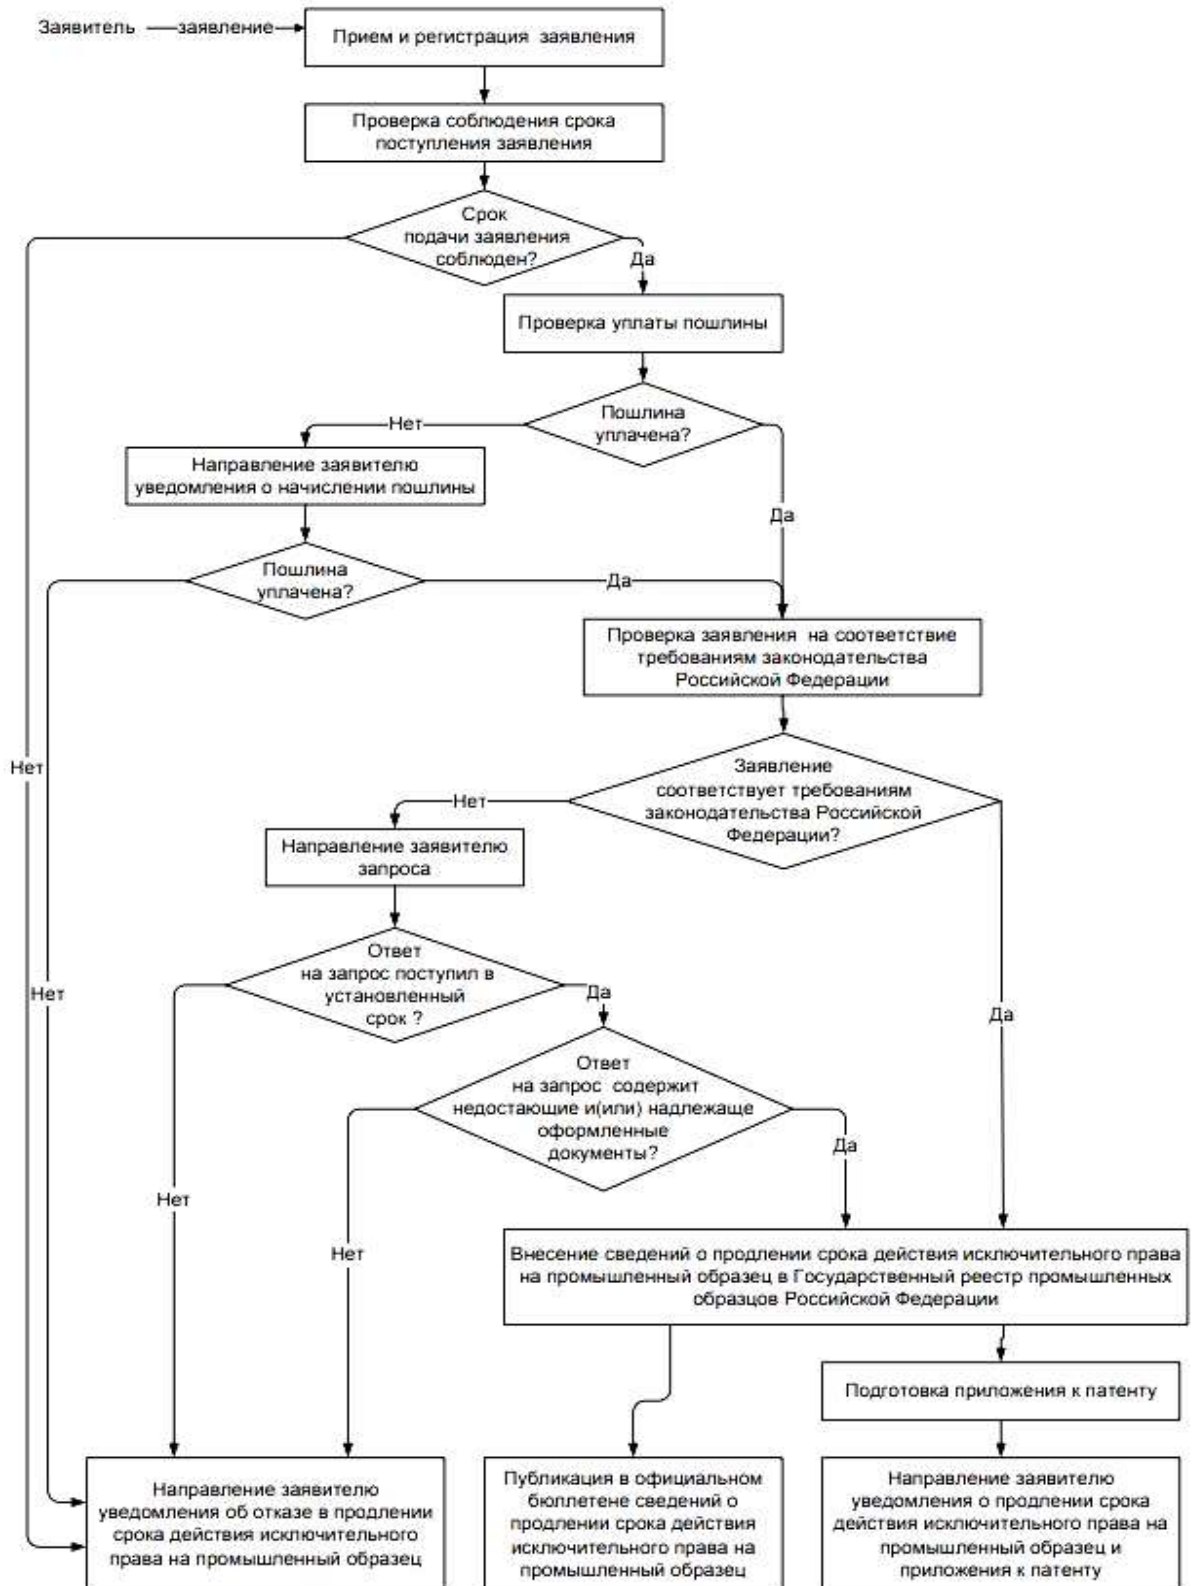 Заявитель
заявление
Прием и регистрация заявления
Проверка соблюдения срока
поступления заявления
Срок
подачи заявления
соблюден?
Да
Проверка уплаты пошлины
Пошлина
уплачена?
Нет
Направление заявителю
уведомления о начислении пошлины
Да
Пошлина
уплачена?
Да
Проверка заявления на соответствие
требованиям законодательства
Российской Федерации
Нет
Заявление
соответствует требованиям
законодательства Российской
Федерации?
Нет
Направление заявителю
запроса
Ответ
на запрос поступил в
установленный
срок ?
Нет
Да
Да
Ответ
на запрос содержит
недостающие и(или) надлежаще
оформленные
документы?
Да
Нет
Нет
Внесение сведений о продлении срока действия исключительного права
на промышленный образец в Государственный реестр промышленных
образцов Российской Федерации
Подготовка приложения к патенту
Направление заявителю
уведомления об отказе в продлении
срока действия исключительного
права на промышленный образец
Публикация в официальном
бюллетене сведений о
продлении срока действия
исключительного права на
промышленный образец
Направление заявителю
уведомления о продлении срока
действия исключительного права на
промышленный образец и
приложения к патенту